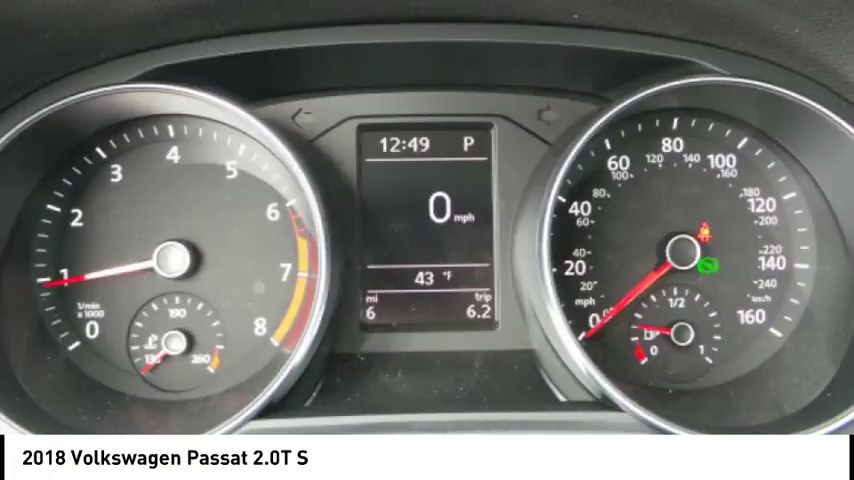 12:49 P
0 mph
43 °F
mi trip
6 6.2
0 1 2 3 4 5 6 7 8
1/min
x 1000
130 190 260
0 20 40 60 80 100 120 140 160
mph
20 40 60 80 100 120 140 160 180 200 220 240
km/h
0 1/2 1
2018 Volkswagen Passat 2.0T S